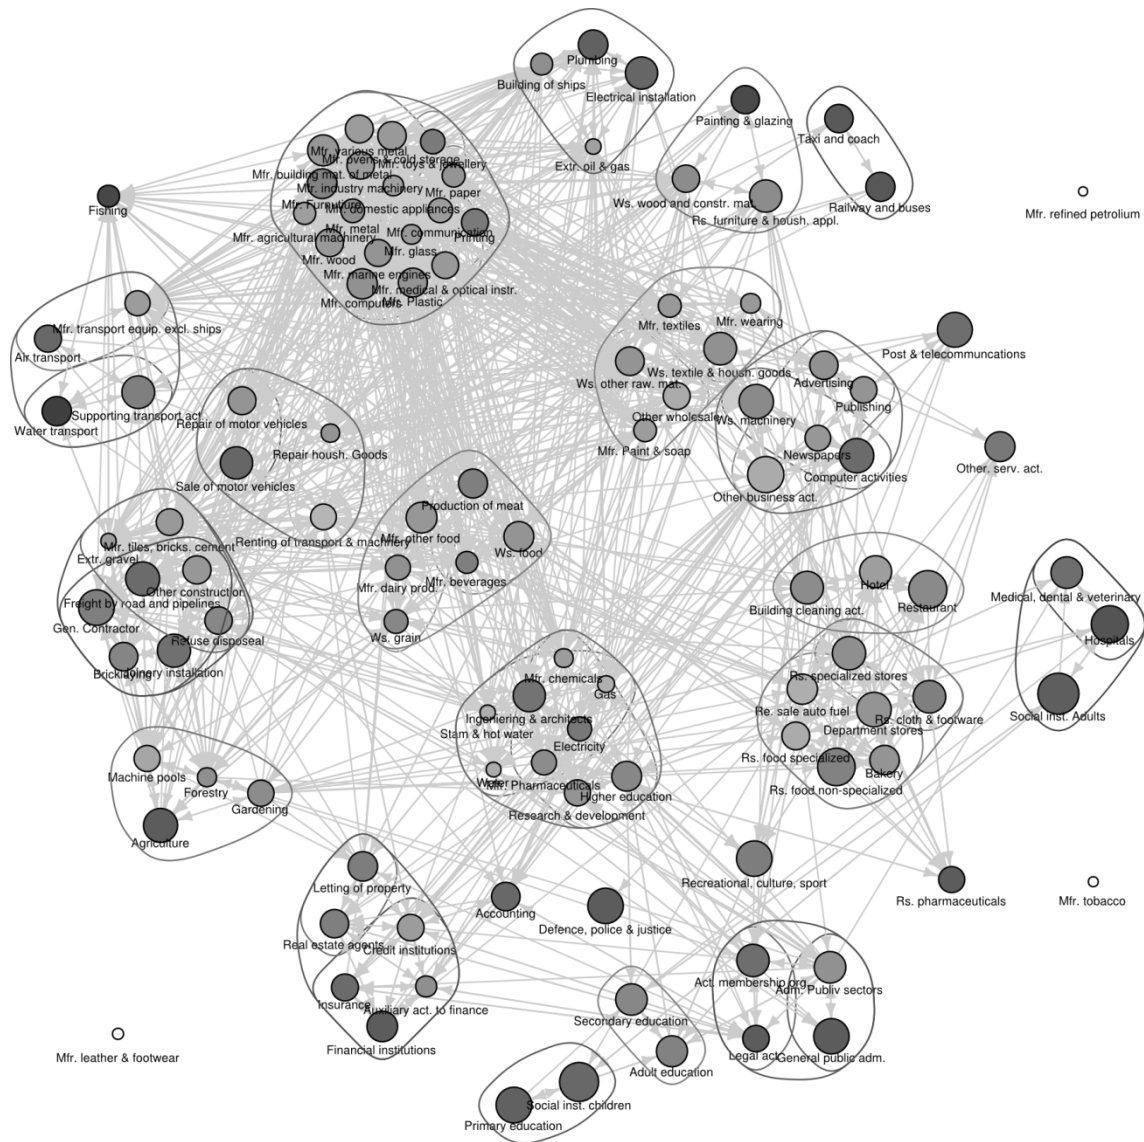 Plumbing
Building of ships
Electrical installation
Painting & glazing
Taxi and coach
Extr. oil & gas
Mfr. various metal
Mfr. ovens & cold storage
Mfr. toys & jewellery
Mfr. building mat. of metal
Mfr. industry machinery
Mfr. paper
Mfr. Furnuture
Mfr. domestic appliances
Mfr. metal
Mfr. communication
Mfr. agricultural machinery
Printing
Mfr. glass
Mfr. wood
Mfr. marine engines
Mfr. medical & optical instr.
Mfr. computers
Mfr. Plastic
Ws. wood and constr. mat.
Rs. furniture & housh. appl.
Railway and buses
Mfr. refined petrolium
Fishing
Mfr. transport equip. excl. ships
Air transport
Supporting transport act.
Water transport
Mfr. textiles
Mfr. wearing
Ws. textile & housh. goods
Ws. other raw. mat.
Other wholesale
Mfr. Paint & soap
Post & telecommuncations
Advertising
Publishing
Ws. machinery
Newspapers
Computer activities
Other business act.
Other. serv. act.
Repair of motor vehicles
Repair housh. Goods
Sale of motor vehicles
Renting of transport & machinery
Production of meat
Mfr. other food
Ws. food
Mfr. beverages
Mfr. dairy prod.
Ws. grain
Mfr. tiles, bricks, cement
Extr. gravel
Other construction
Freight by road and pipelines
Gen. Contractor
Refuse disposeal
Bricklaying
Joinery installation
Hotel
Building cleaning act.
Restaurant
Medical, dental & veterinary
Hospitals
Social inst. Adults
Rs. specialized stores
Re. sale auto fuel
Rs. cloth & footware
Department stores
Rs. food specialized
Bakery
Rs. food non-specialized
Mfr. chemicals
Gas
Ingeniering & architects
Stam & hot water
Electricity
Water
Mfr. Pharmaceuticals
Higher education
Research & development
Machine pools
Forestry
Gardening
Agriculture
Letting of property
Accounting
Defence, police & justice
Recreational, culture, sport
Rs. pharmaceuticals
Mfr. tobacco
Real estate agents
Credit institutions
Insurance
Auxiliary act. to finance
Financial institutions
Act. membership org.
Adm. Publiv sectors
Secondary education
Legal act.
General public adm.
Adult education
Mfr. leather & footwear
Social inst. children
Primary education